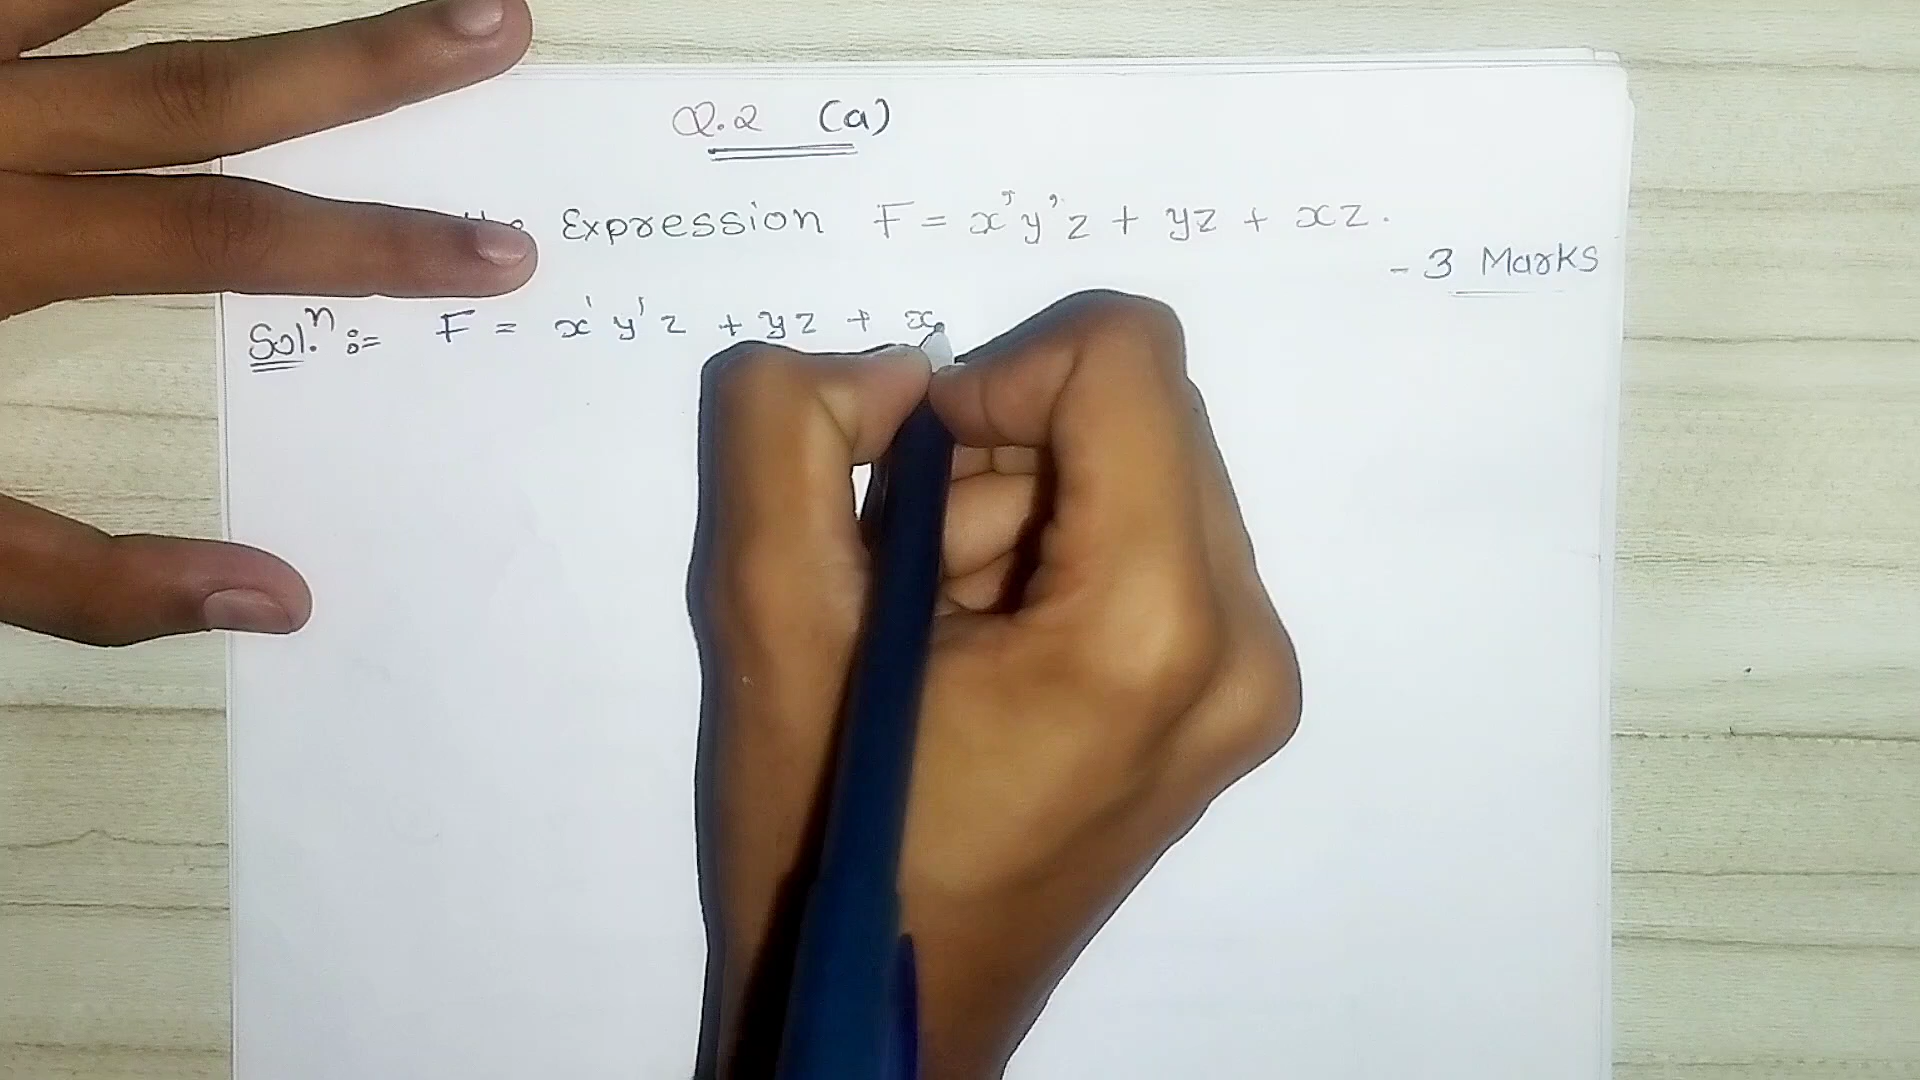 Q.2 (a)
Expression F = x'y'z + yz + xz.
- 3 Marks
Sol.n := F = x'y'z + yz + x